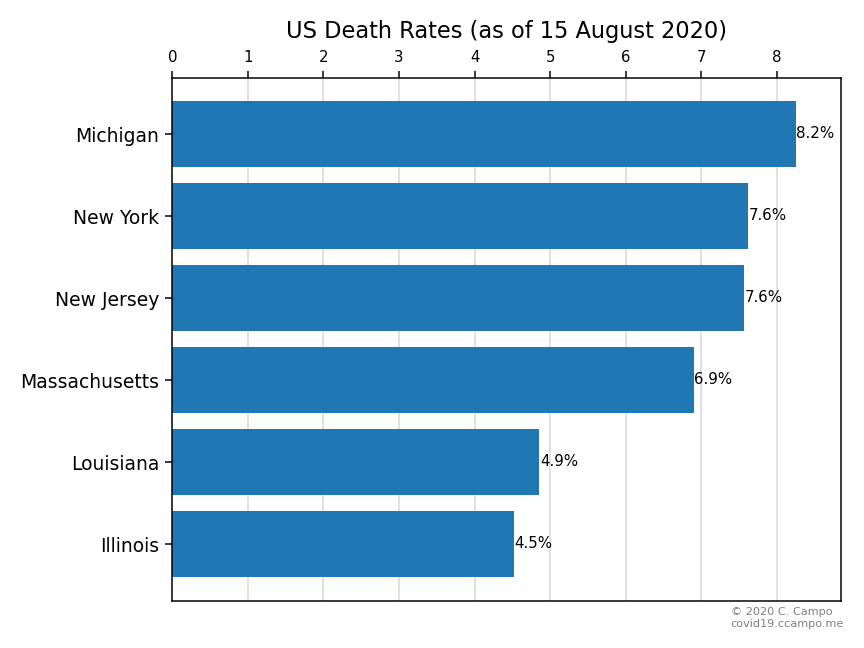 US Death Rates (as of 15 August 2020)
0 1 2 3 4 5 6 7 8
Michigan 8.2%
New York 7.6%
New Jersey 7.6%
Massachusetts 6.9%
Louisiana 4.9%
Illinois 4.5%
© 2020 C. Campo
covid19.ccampo.me